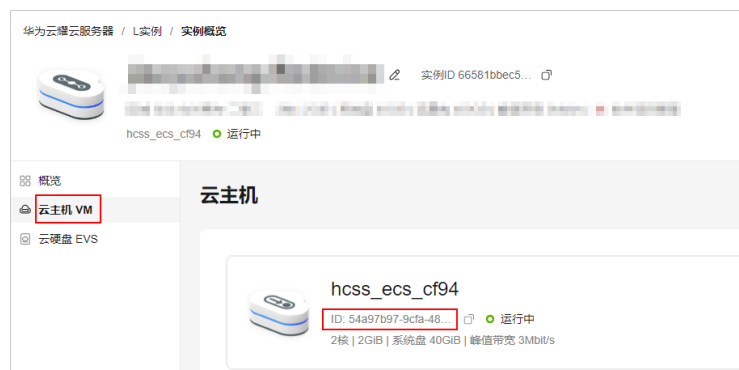 华为云耀云服务器 / L实例 / 实例概览
实例ID 66581bbec5...
hcss_ecs_cf94 运行中
概览
云主机 VM
云硬盘 EVS
云主机
hcss_ecs_cf94
ID: 54a97b97-9cfa-48... 运行中
2核 | 2GiB | 系统盘 40GiB | 峰值带宽 3Mbit/s